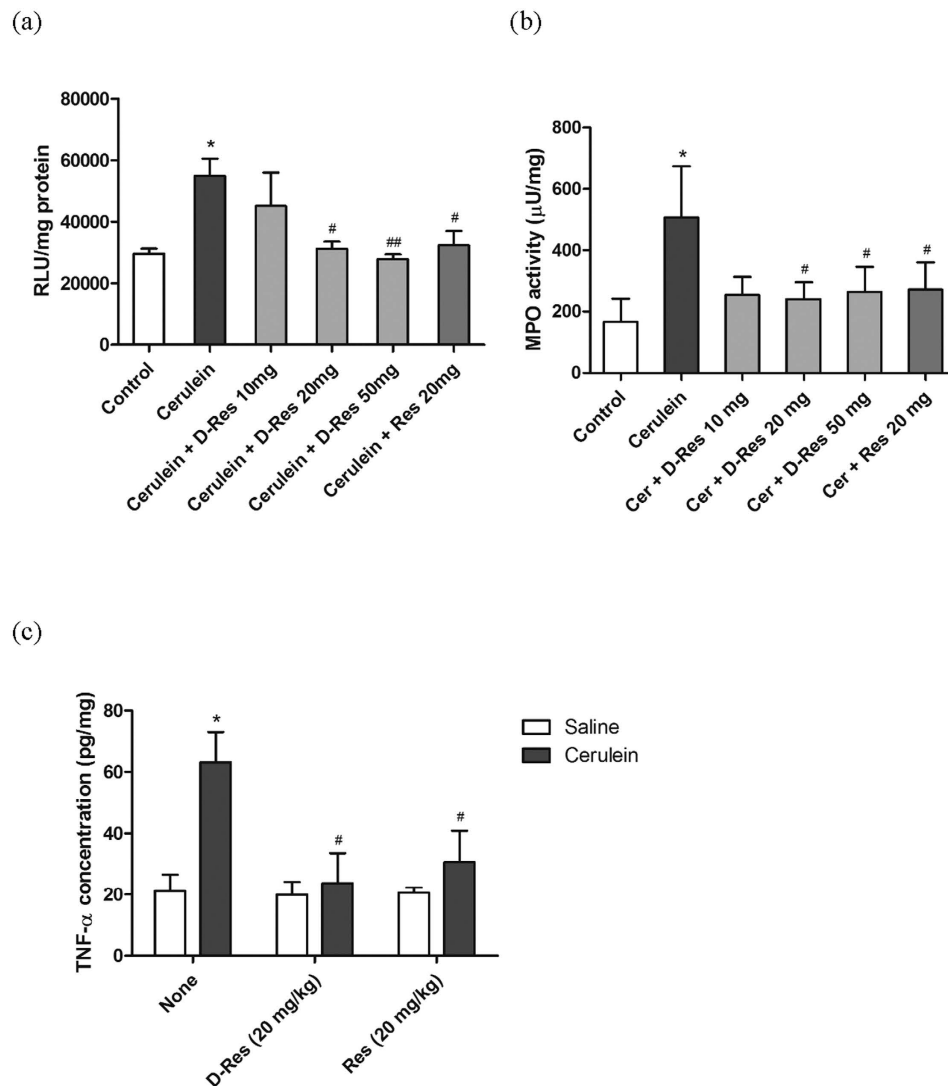 (a)
80000
60000
40000
20000
0
RLU/mg protein
*
#
##
#
Control
Cerulein
Cerulein + D-Res 10mg
Cerulein + D-Res 20mg
Cerulein + D-Res 50mg
Cerulein + Res 20mg
(b)
800
600
400
200
0
MPO activity (μU/mg)
*
#
#
#
Control
Cerulein
Cer + D-Res 10 mg
Cer + D-Res 20 mg
Cer + D-Res 50 mg
Cer + Res 20 mg
(c)
80
60
40
20
0
TNF-α concentration (pg/mg)
*
#
#
None
D-Res (20 mg/kg)
Res (20 mg/kg)
Saline
Cerulein